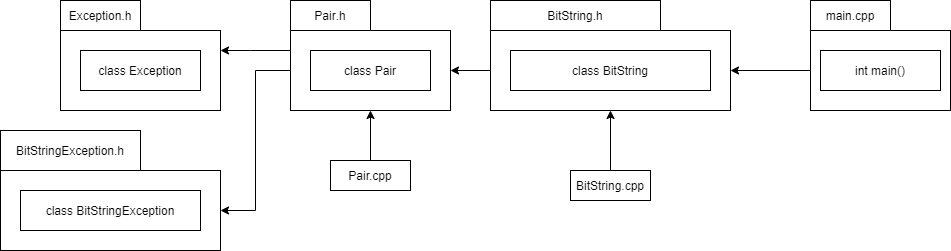 Exception.h
Pair.h
BitString.h
main.cpp
class Exception
class Pair
class BitString
int main()
BitStringException.h
Pair.cpp
BitString.cpp
class BitStringException